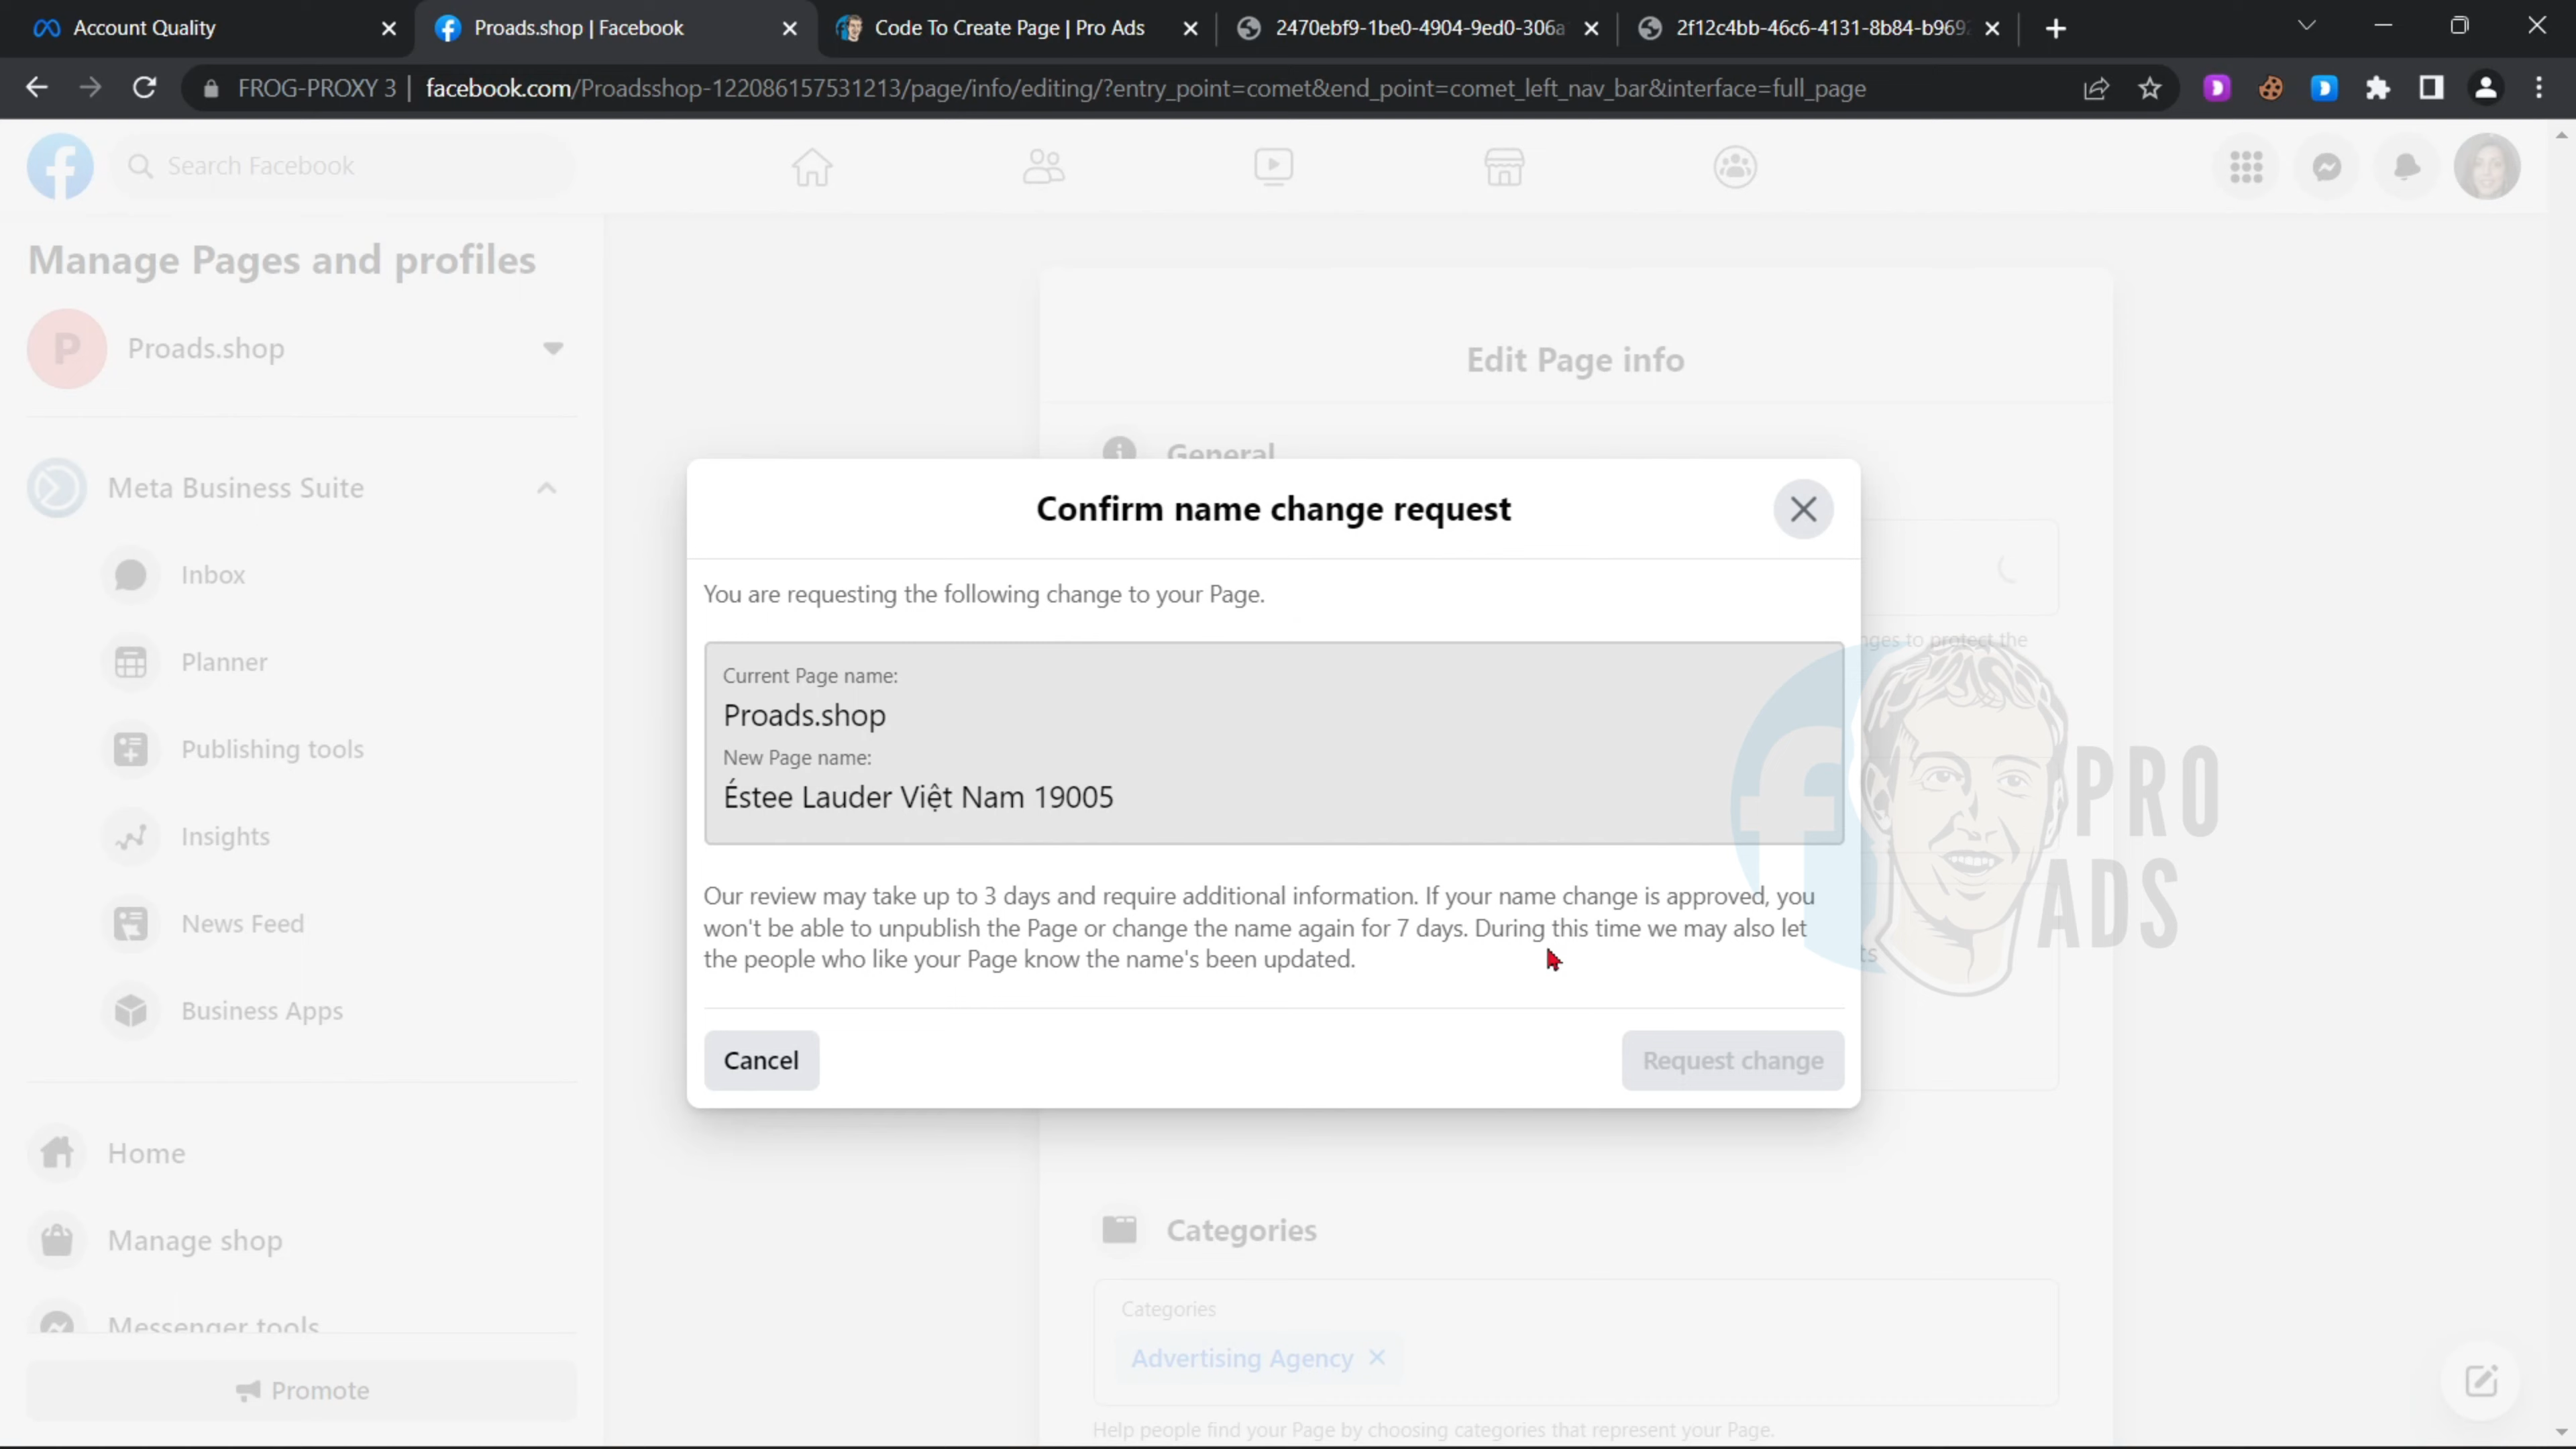 Account Quality
Proads.shop | Facebook
Code To Create Page | Pro Ads
2470ebf9-1be0-4904-9ed0-306a
2f12c4bb-46c6-4131-8b84-b969
FROG-PROXY 3
facebook.com/Proadsshop-122086157531213/page/info/editing/?entry_point=comet&end_point=comet_left_nav_bar&interface=full_page
Search Facebook
Manage Pages and profiles
P
Proads.shop
Meta Business Suite
Inbox
Planner
Publishing tools
Insights
News Feed
Business Apps
Home
Manage shop
Messenger tools
Promote
Edit Page info
General
Confirm name change request
You are requesting the following change to your Page.
Current Page name:
Proads.shop
New Page name:
Éstee Lauder Việt Nam 19005
Our review may take up to 3 days and require additional information. If your name change is approved, you
won't be able to unpublish the Page or change the name again for 7 days. During this time we may also let
the people who like your Page know the name's been updated.
Cancel
Request change
to protect the
PRO
ADS
Categories
Categories
Advertising Agency
Help people find your Page by choosing categories that represent your Page.